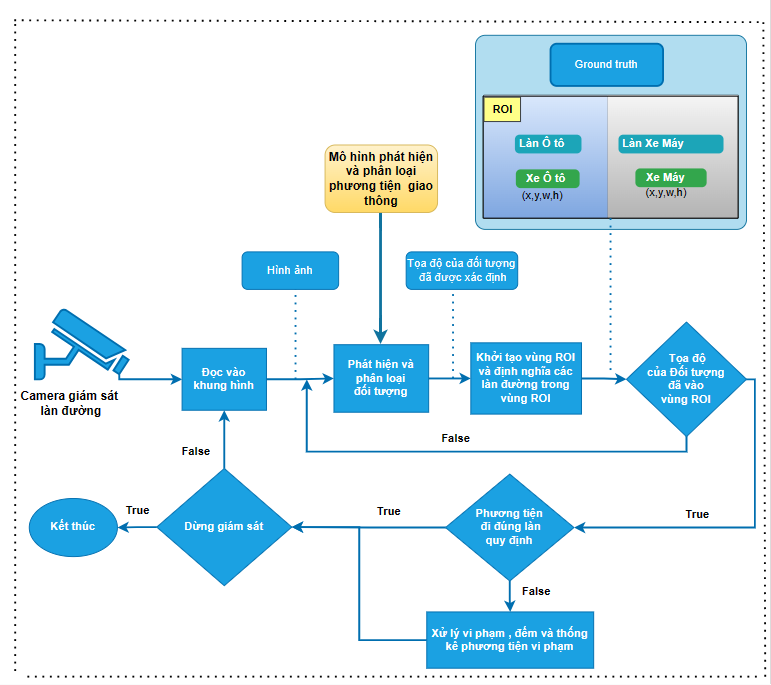 Ground truth
ROI
Làn Ô tô
Làn Xe Máy
Xe Ô tô
Xe Máy
(x,y,w,h)
(x,y,w,h)
Mô hình phát hiện
và phân loại
phương tiện giao
thông
Hình ảnh
Tọa độ của đối tượng
đã được xác định
Camera giám sát
làn đường
Đọc vào
khung hình
Phát hiện và
phân loại
đối tượng
Khởi tạo vùng ROI
và định nghĩa các
làn đường trong
vùng ROI
Tọa độ
của Đối tượng
đã vào
vùng ROI
False
False
True
Kết thúc
True
Dừng giám sát
True
Phương tiện
đi đúng làn
quy định
False
Xử lý vi phạm , đếm và thống
kê phương tiện vi phạm